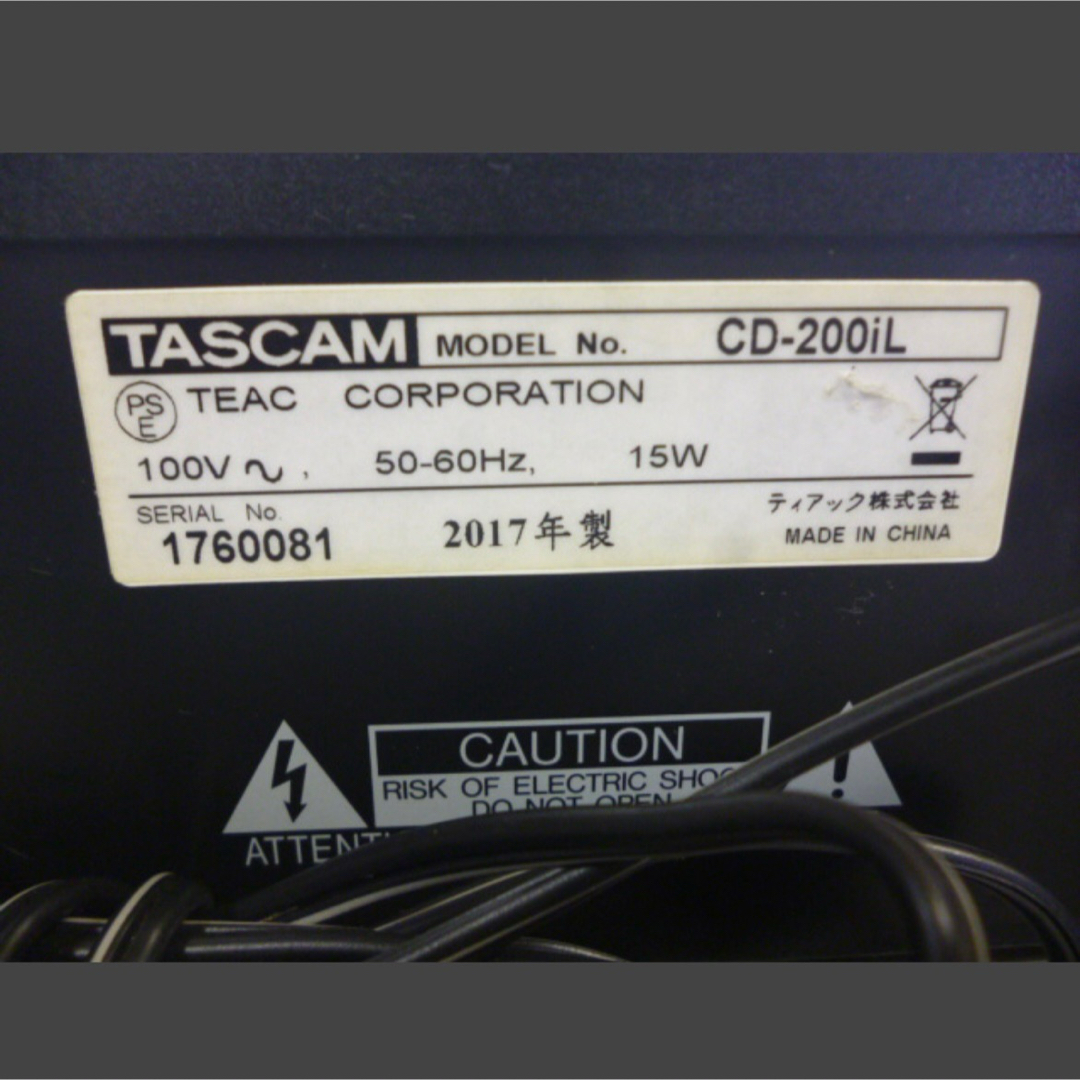 TASCAM MODEL No. CD-200iL
PSE TEAC CORPORATION
100V ~, 50-60Hz, 15W
SERIAL No. ティアック株式会社
1760081 2017年製 MADE IN CHINA
CAUTION
RISK OF ELECTRIC
DO NOT OPEN